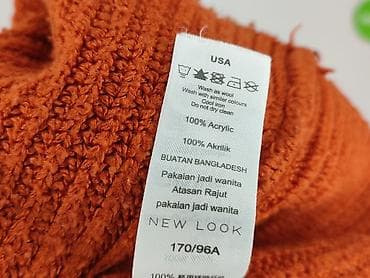 USA
Wash as wool
Wash with similar colours
Cool iron
Do not dry clean
100% Acrylic
100% Akrilik
BUATAN BANGLADESH
Pakaian jadi wanita
Atasan Rajut
pakaian jadi wanita
NEW LOOK
170/96A
100%